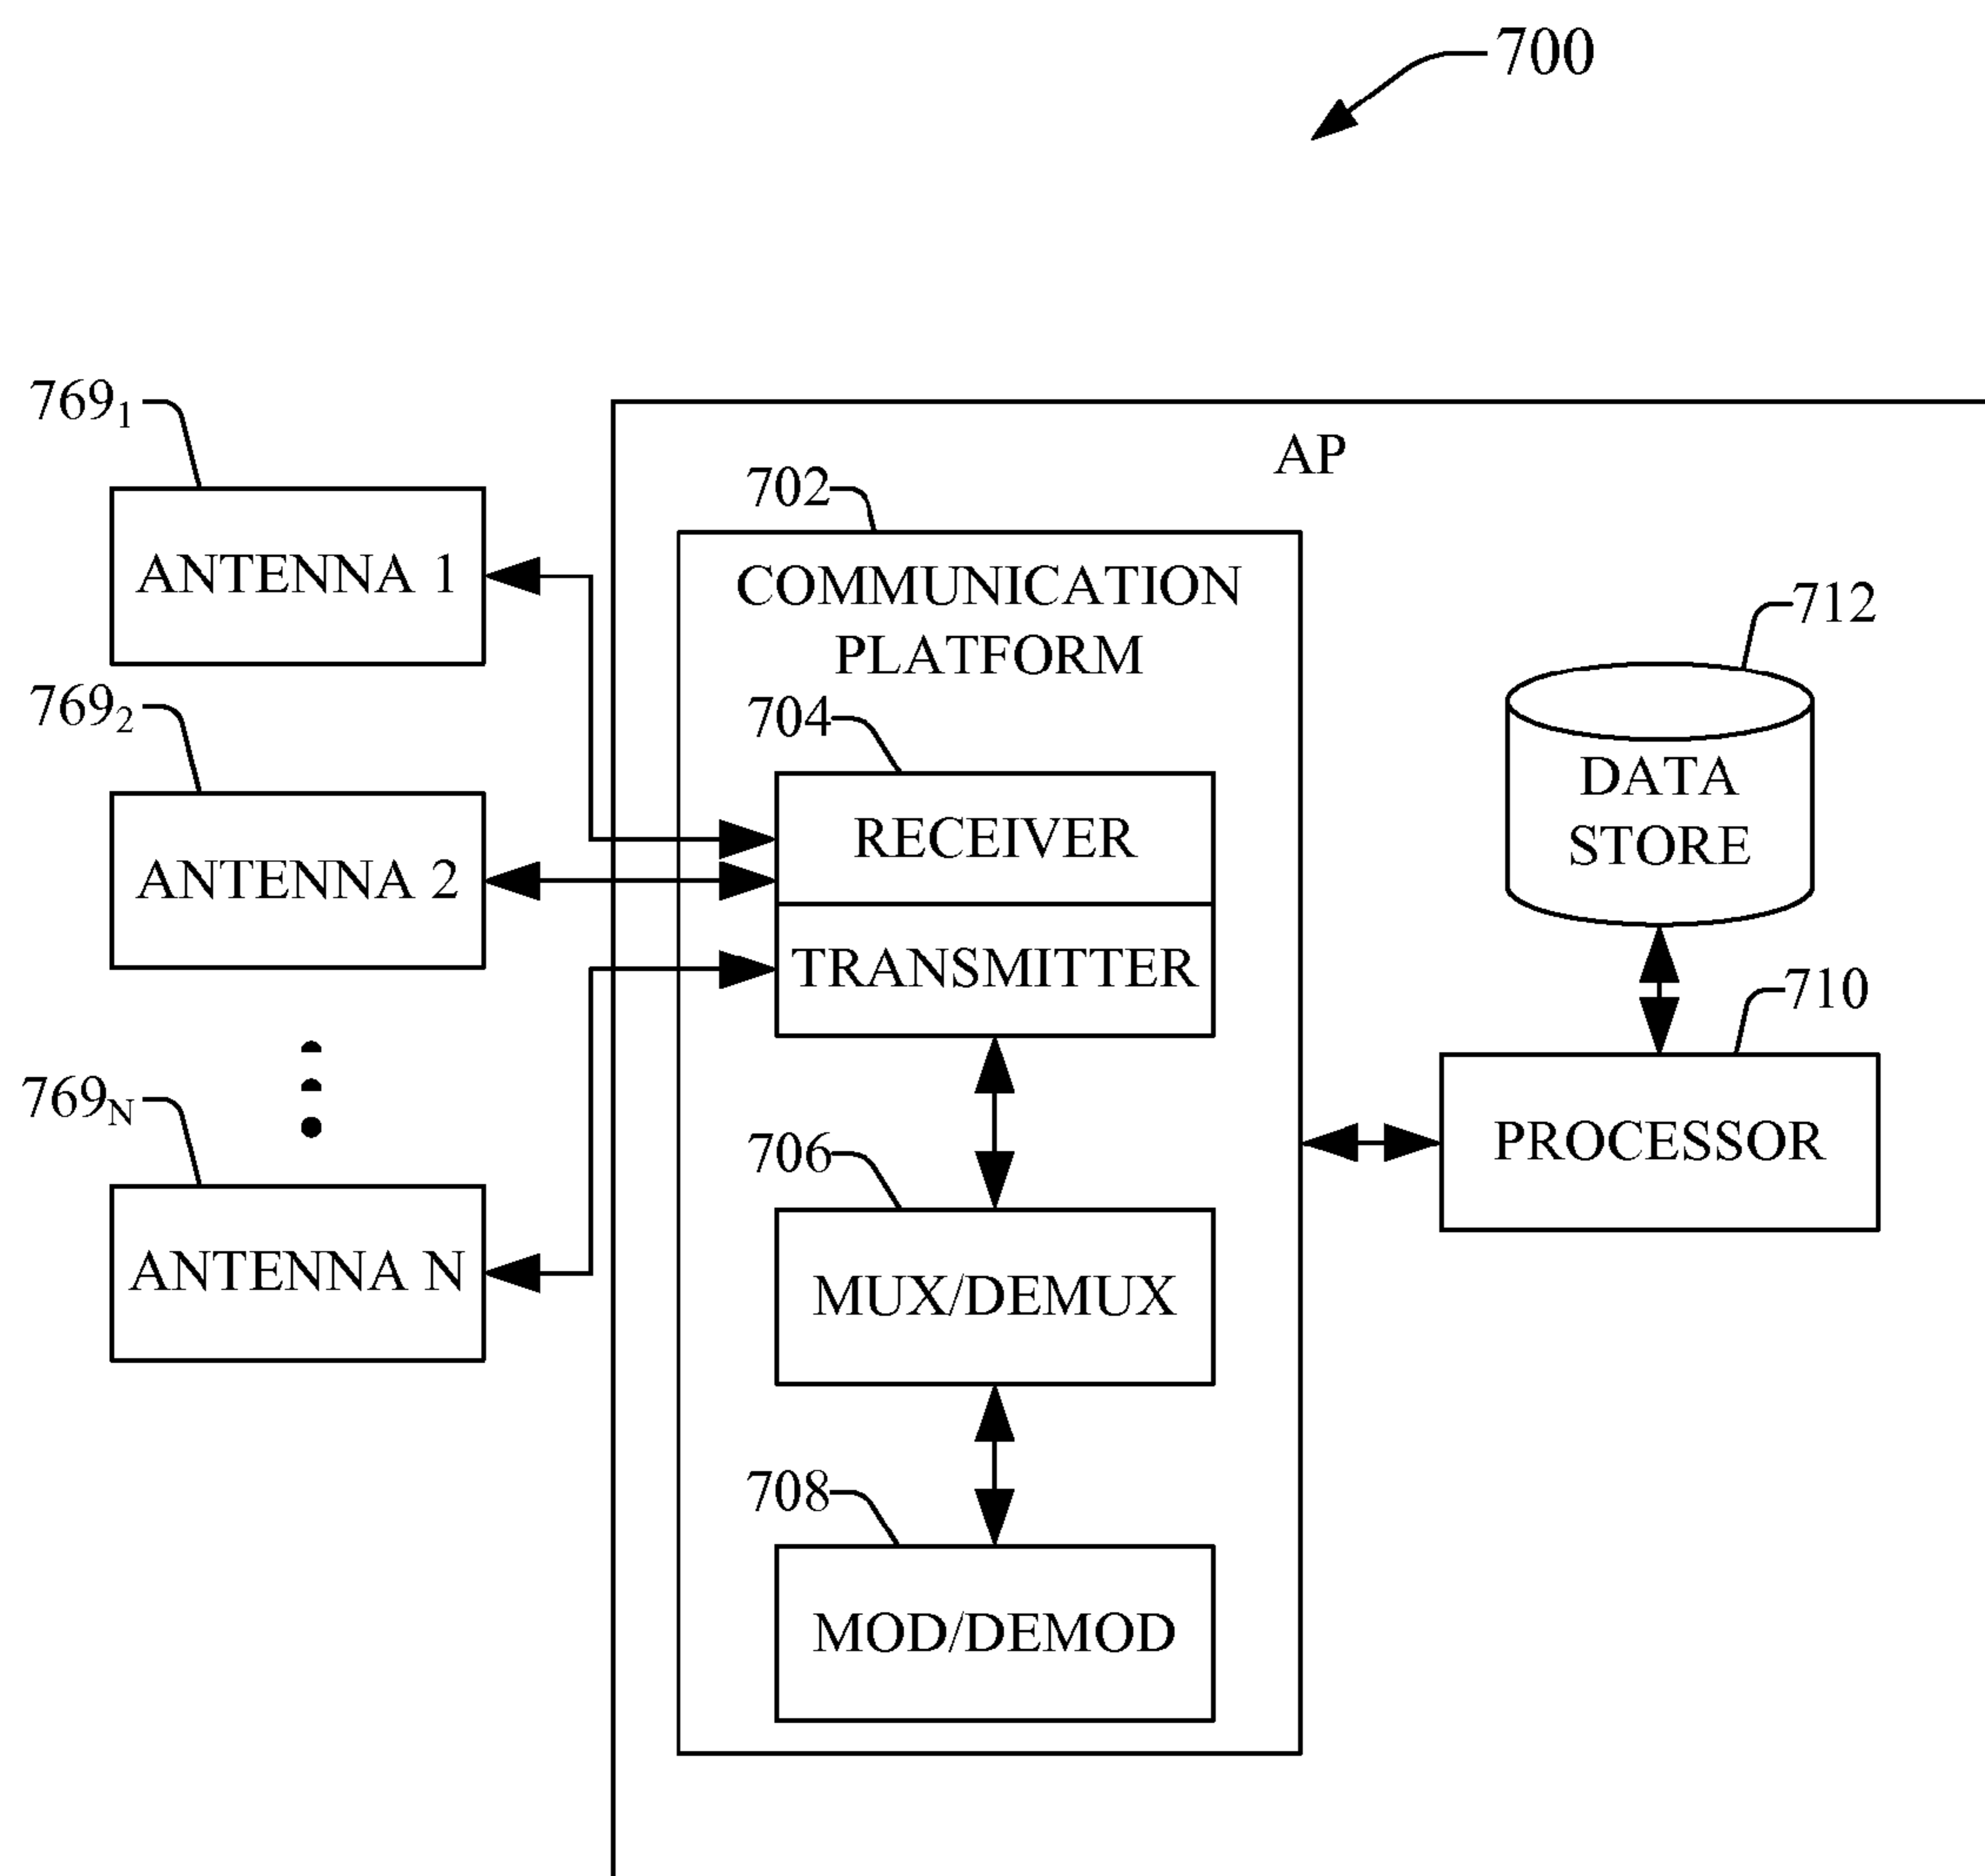 700
769₁
AP
702
ANTENNA 1
COMMUNICATION
PLATFORM
712
769₂
704
DATA
STORE
RECEIVER
ANTENNA 2
TRANSMITTER
710
769N
706
PROCESSOR
ANTENNA N
MUX/DEMUX
708
MOD/DEMOD